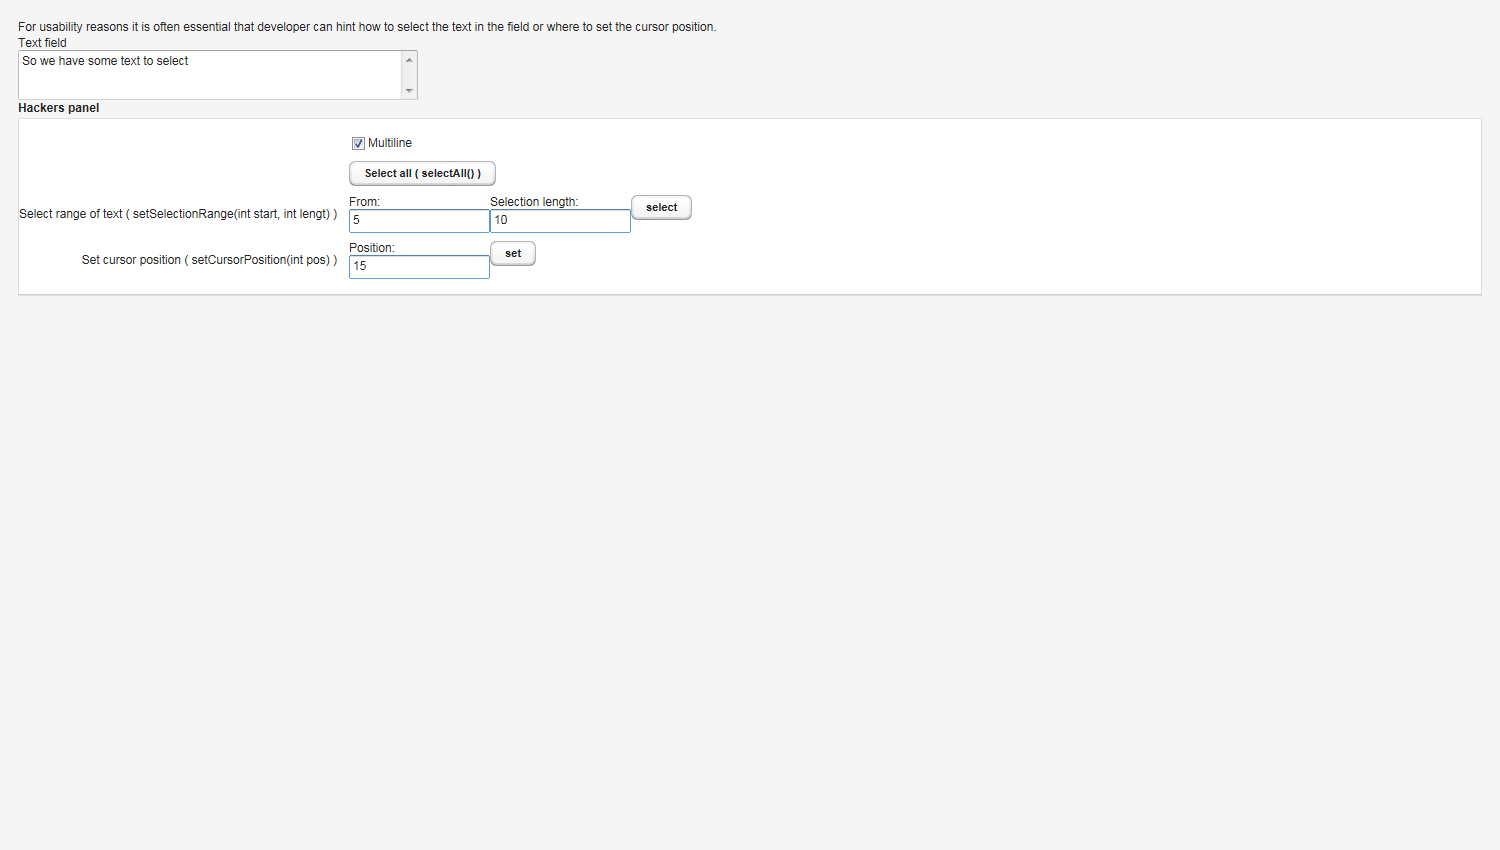 For usability reasons it is often essential that developer can hint how to select the text in the field or where to set the cursor position.
Text field
So we have some text to select
Hackers panel
Multiline
Select all ( selectAll() )
Select range of text ( setSelectionRange(int start, int lengt) )
From:
Selection length:
5
10
select
Set cursor position ( setCursorPosition(int pos) )
Position:
15
set